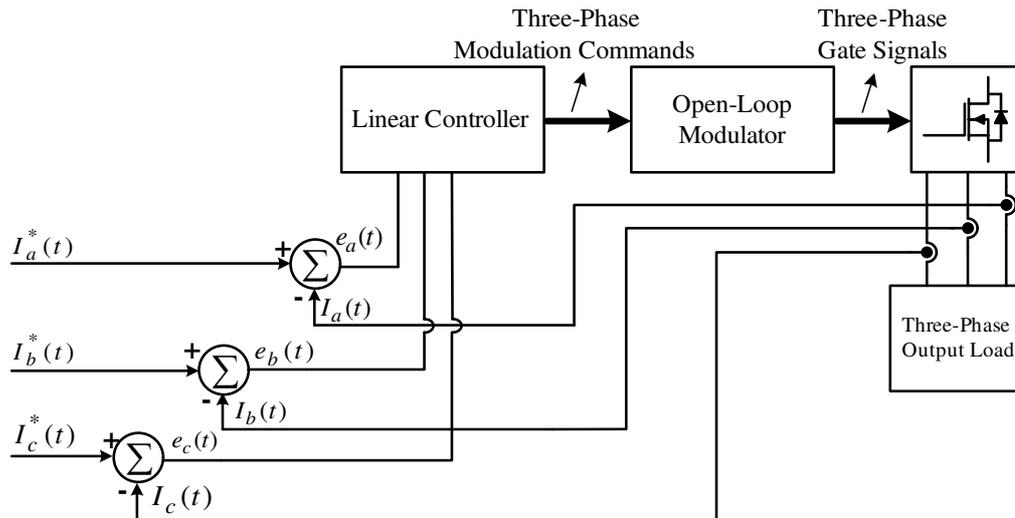 Three-Phase
Modulation Commands
Three-Phase
Gate Signals
Linear Controller
Open-Loop
Modulator
I_a^*(t)
+
Σ
-
e_a(t)
I_a(t)
Three-Phase
Output Load
I_b^*(t)
+
Σ
-
e_b(t)
I_b(t)
I_c^*(t)
+
Σ
-
e_c(t)
I_c(t)